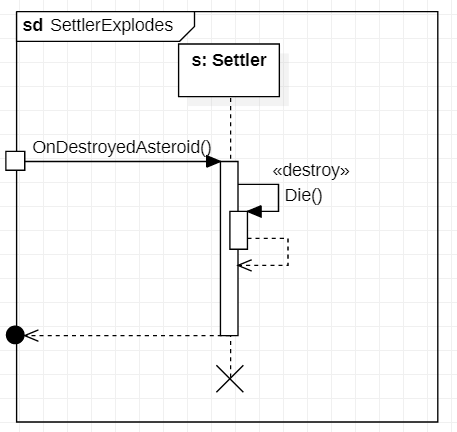 sd SettlerExplodes
s: Settler
OnDestroyedAsteroid()
«destroy»
Die()